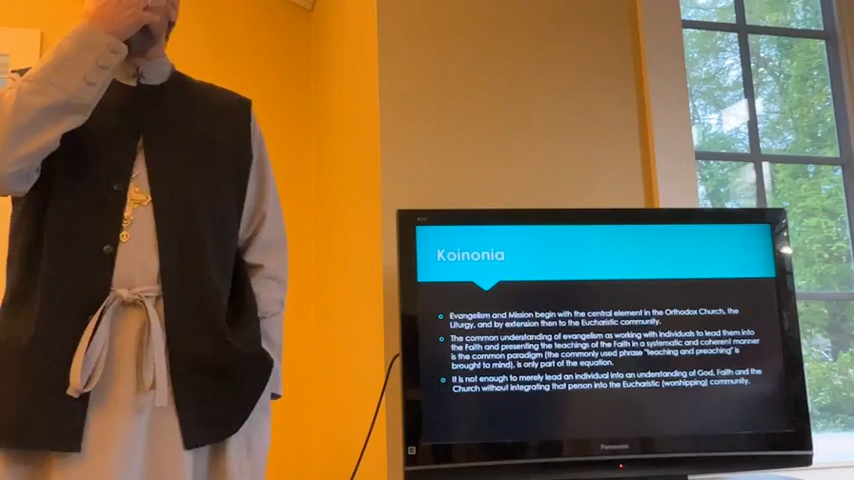 Koinonia
Evangelism and Mission begin with the central element in the Orthodox Church, the
Liturgy, and by extension then to the Eucharistic community.
The common understanding of evangelism as working with individuals to lead them into
the Faith and presenting the teachings of the Faith in a systematic and coherent manner
is the common paradigm (the commonly used phrase "teaching and preaching" is
brought to mind), is only part of the equation.
It is not enough to merely lead an individual into an understanding of God, Faith and the
Church without integrating that person into the Eucharistic (worshipping) community.
Panasonic